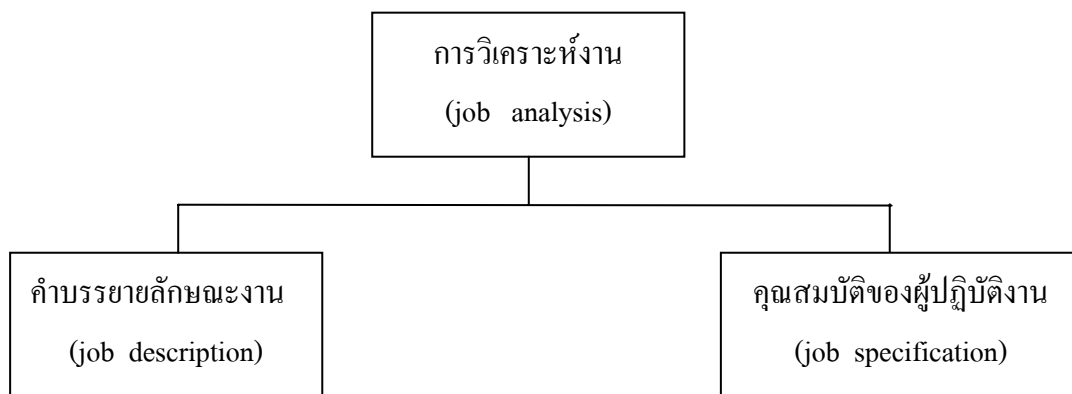 การวิเคราะห์งาน
(job analysis)
คำบรรยายลักษณะงาน
(job description)
คุณสมบัติของผู้ปฏิบัติงาน
(job specification)